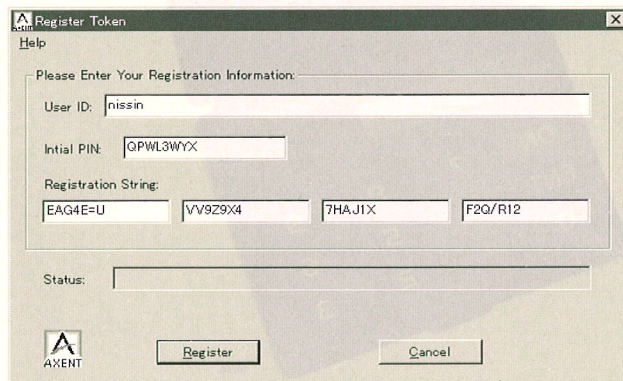 Register Token
Help
Please Enter Your Registration Information:
User ID: nissin
Intial PIN: QPWL3WYX
Registration String:
EAG4E=U VV9Z9X4 7HAJ1X F2Q/R12
Status:
AXENT Register Cancel